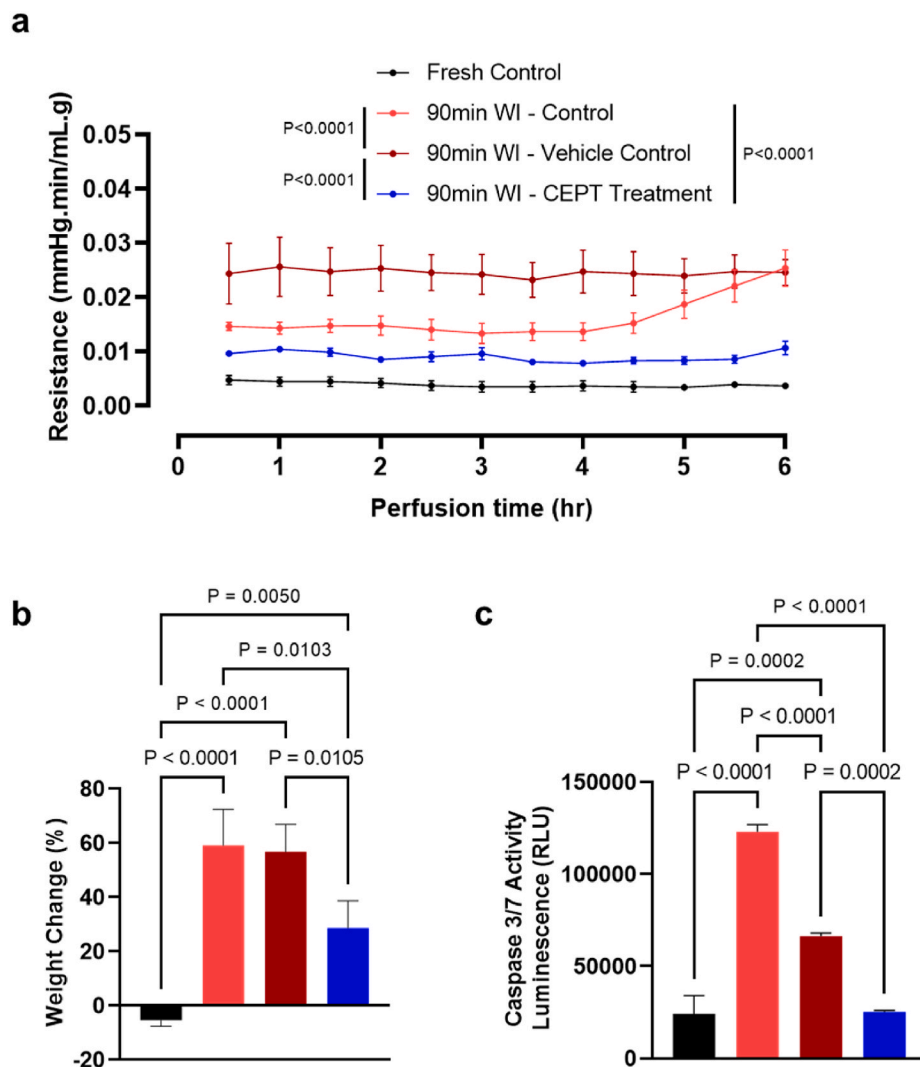 a
Fresh Control
90min WI - Control
90min WI - Vehicle Control
90min WI - CEPT Treatment
P<0.0001
P<0.0001
P<0.0001
Resistance (mmHg.min/mL.g)
0.05
0.04
0.03
0.02
0.01
0.00
0 1 2 3 4 5 6
Perfusion time (hr)
b
P = 0.0050
P = 0.0103
P < 0.0001
P < 0.0001 P = 0.0105
Weight Change (%)
80
60
40
20
0
-20
c
P < 0.0001
P = 0.0002
P < 0.0001
P < 0.0001 P = 0.0002
Caspase 3/7 Activity
Luminescence (RLU)
150000
100000
50000
0